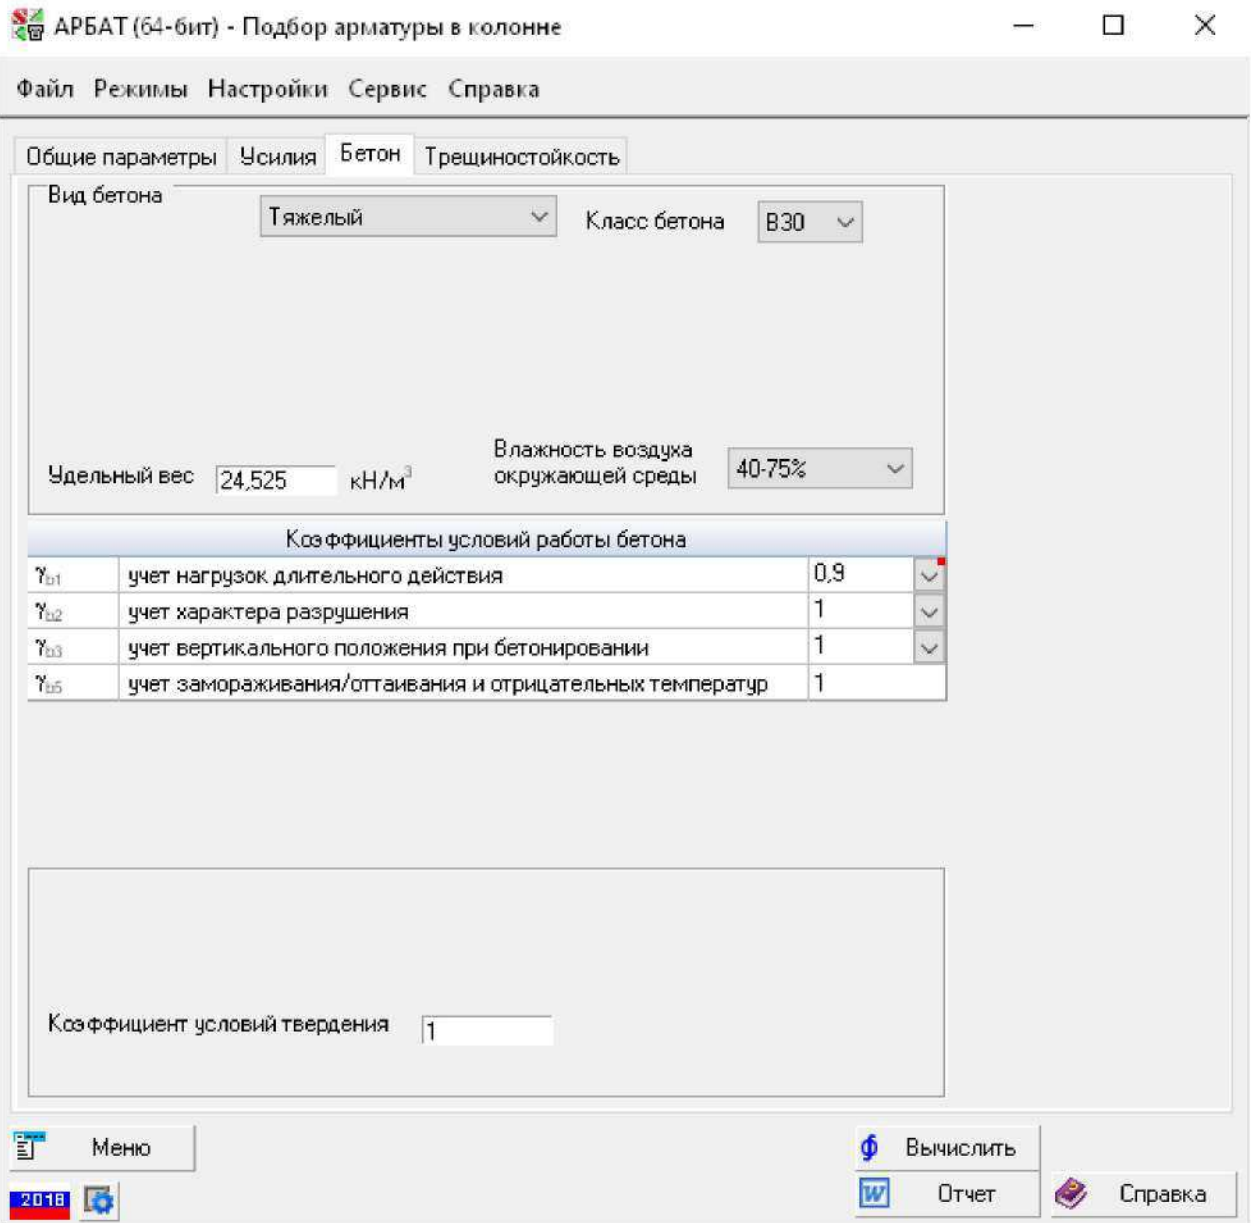 АРБАТ (64-бит) - Подбор арматуры в колонне
Файл Режимы Настройки Сервис Справка
Общие параметры Усилия Бетон Трещиностойкость
Вид бетона
Тяжелый Класс бетона B30
Удельный вес 24,525 кН/м³ Влажность воздуха окружающей среды 40-75%
Коэффициенты условий работы бетона
γb1 учет нагрузок длительного действия 0,9
γb2 учет характера разрушения 1
γb3 учет вертикального положения при бетонировании 1
γb5 учет замораживания/оттаивания и отрицательных температур 1
Коэффициент условий твердения 1
Меню Вычислить
2018 Отчет Справка